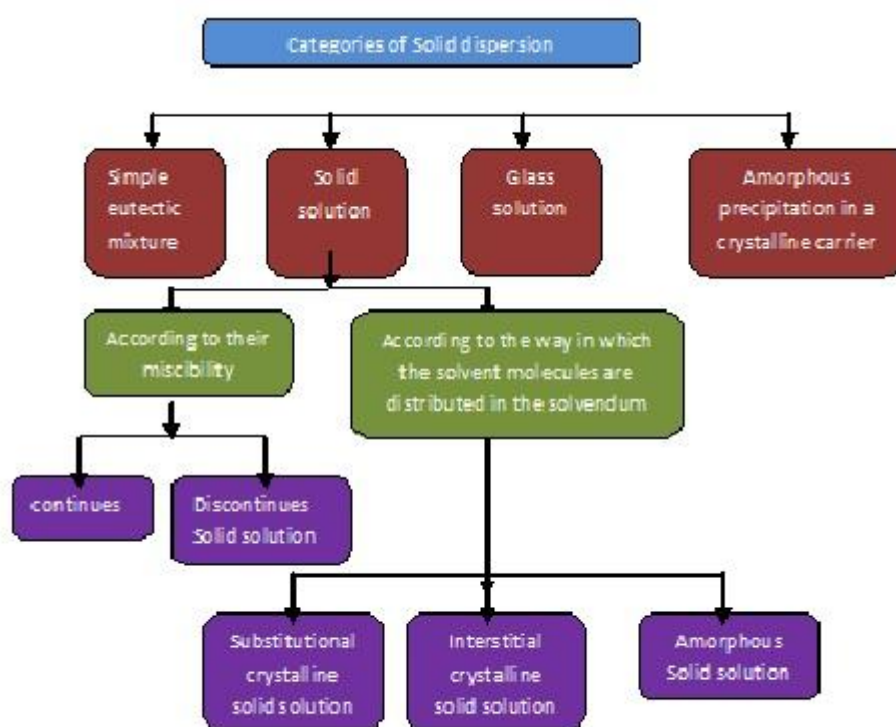 Categories of Solid dispersion
Simple
eutectic
mixture
Solid
solution
Glass
solution
Amorphous
precipitation in a
crystalline carrier
According to their
miscibility
According to the way in which
the solvent molecules are
distributed in the solvendum
continues
Discontinues
Solid solution
Substitutional
crystalline
solid solution
Interstitial
crystalline
solid solution
Amorphous
Solid solution